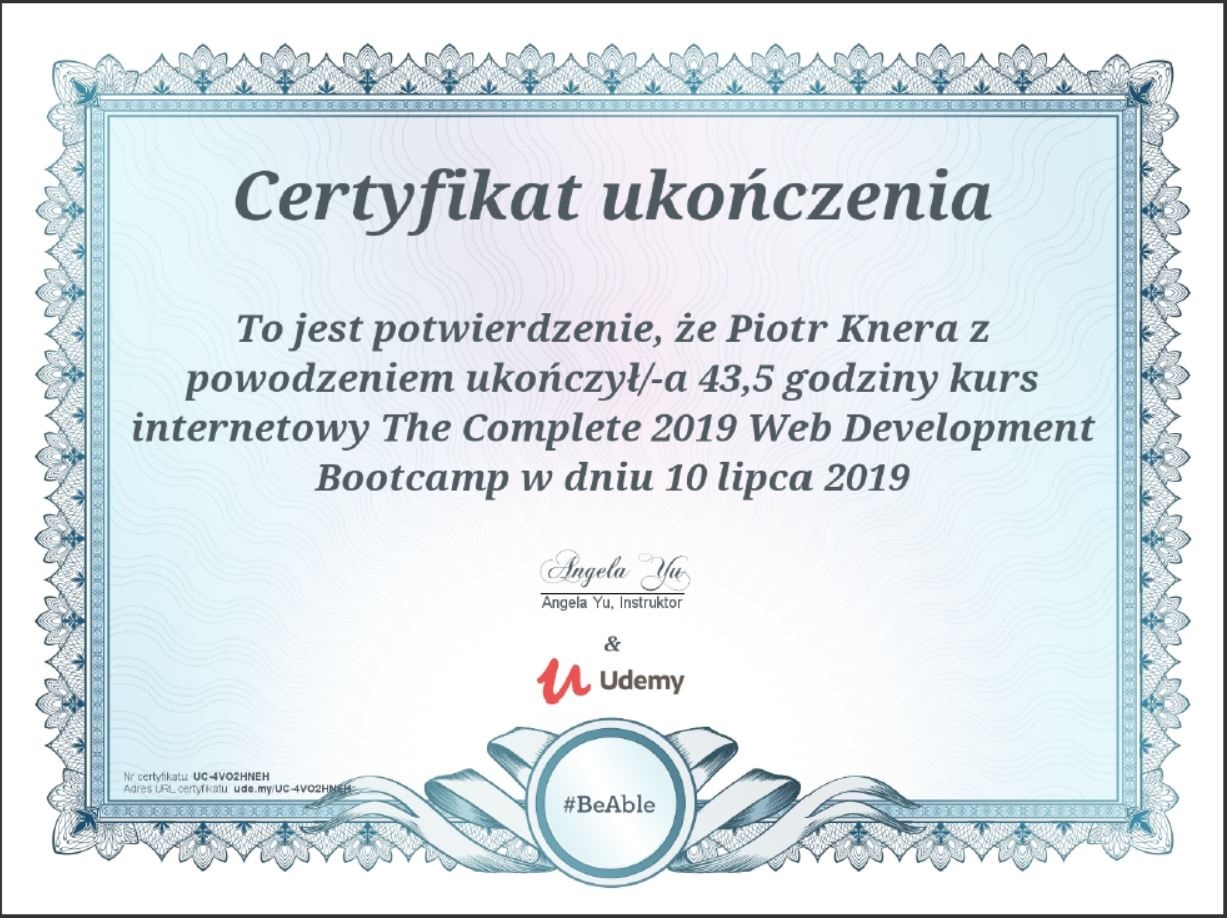 Certyfikat ukończenia
To jest potwierdzenie, że Piotr Knera z
powodzeniem ukończył/-a 43,5 godziny kurs
internetowy The Complete 2019 Web Development
Bootcamp w dniu 10 lipca 2019
Angela Yu
Angela Yu, Instruktor
&
Udemy
Nr certyfikatu: UC-4VO2HNEH
Adres URL certyfikatu: ude.my/UC-4VO2HNEH
#BeAble